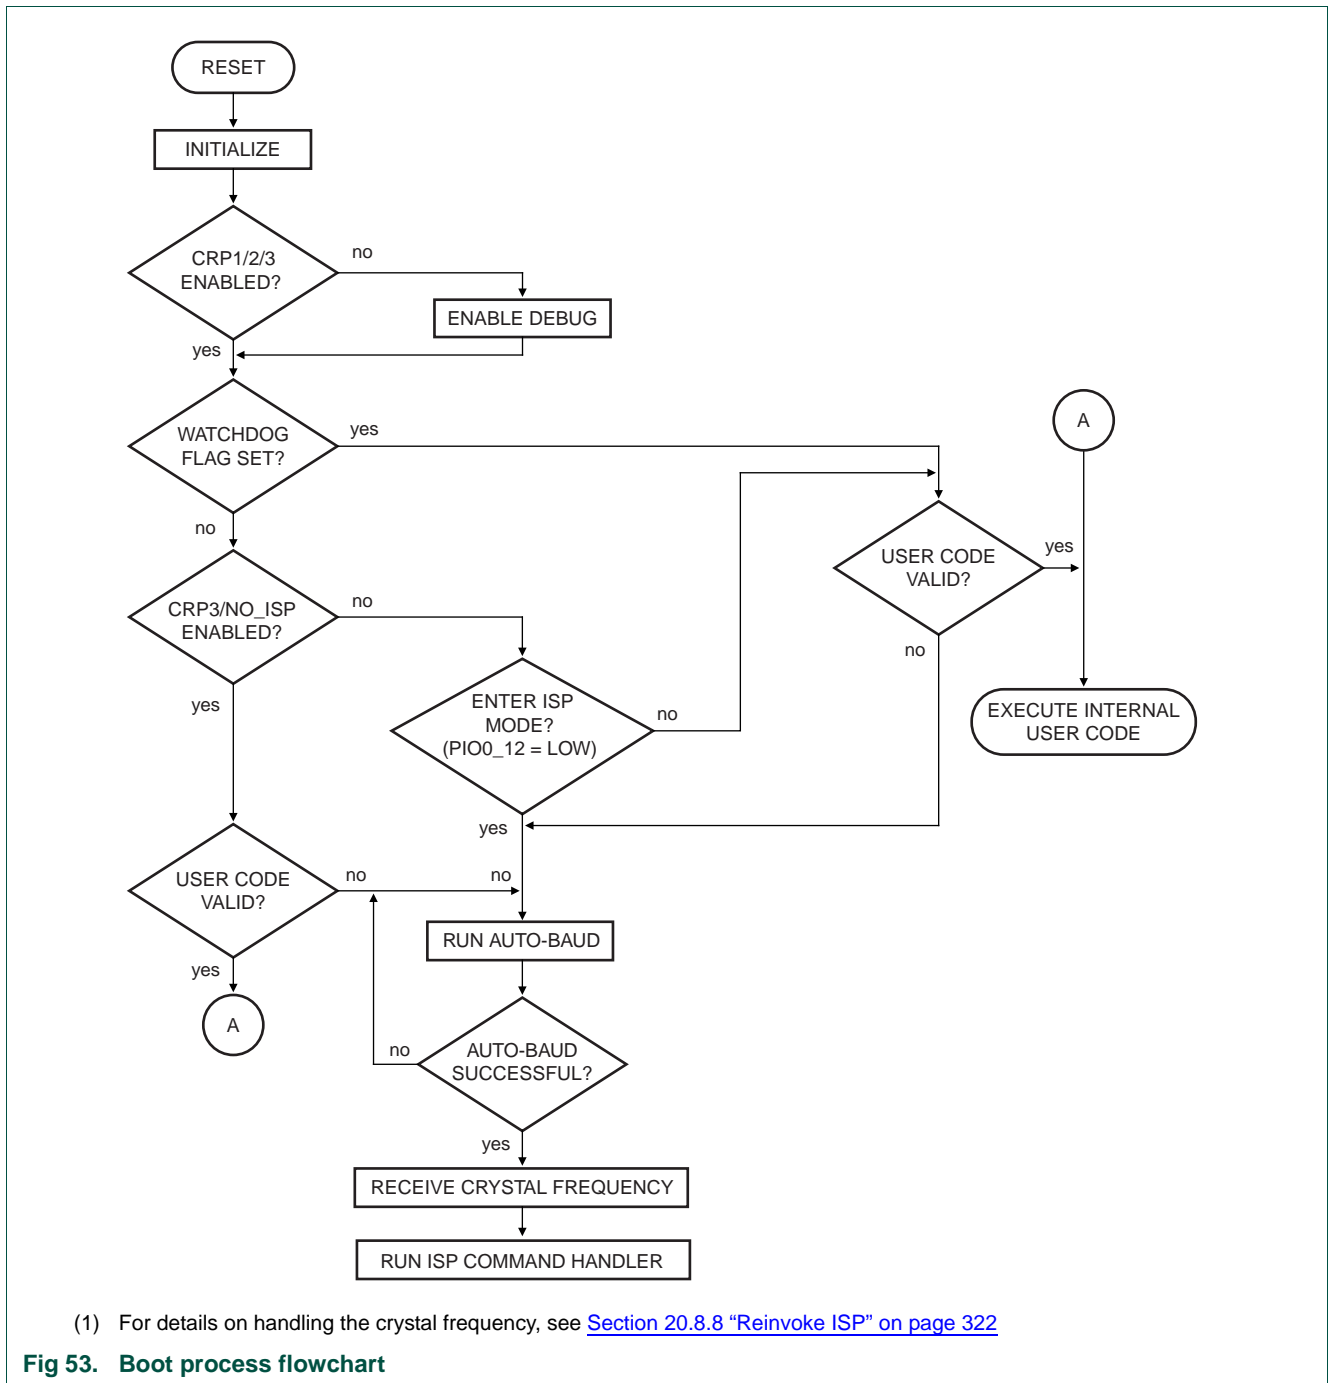 RESET
INITIALIZE
CRP1/2/3
ENABLED?
no
ENABLE DEBUG
yes
WATCHDOG
FLAG SET?
yes
A
no
USER CODE
VALID?
yes
CRP3/NO_ISP
ENABLED?
no
no
ENTER ISP
MODE?
(PIO0_12 = LOW)
no
EXECUTE INTERNAL
USER CODE
yes
yes
USER CODE
VALID?
no
no
RUN AUTO-BAUD
yes
A
AUTO-BAUD
SUCCESSFUL?
no
yes
RECEIVE CRYSTAL FREQUENCY
RUN ISP COMMAND HANDLER
(1) For details on handling the crystal frequency, see Section 20.8.8 “Reinvoke ISP” on page 322
Fig 53. Boot process flowchart